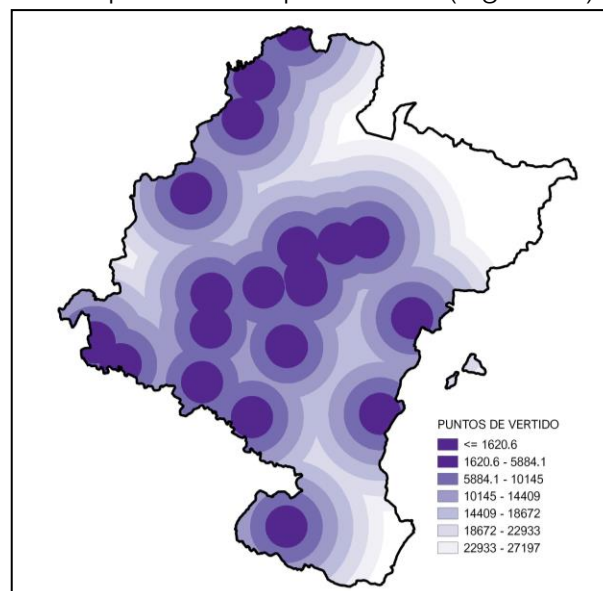 PUNTOS DE VERTIDO
<= 1620.6
1620.6 - 5884.1
5884.1 - 10145
10145 - 14409
14409 - 18672
18672 - 22933
22933 - 27197